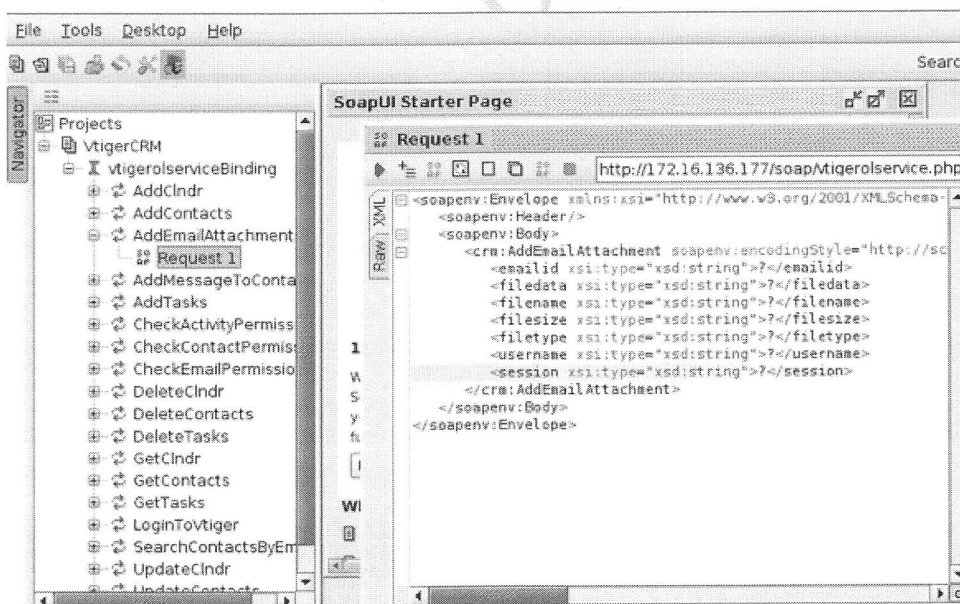 File Tools Desktop Help
Searc
Navigator
Projects
VtigerCRM
vtigerolserviceBinding
AddClndr
AddContacts
AddEmailAttachment
Request 1
AddMessageToConta
AddTasks
CheckActivityPermiss
CheckContactPermiss
CheckEmailPermissio
DeleteClndr
DeleteContacts
DeleteTasks
GetClndr
GetContacts
GetTasks
LoginToVtiger
SearchContactsByEm
UpdateClndr
UpdateContacts
SoapUI Starter Page
1
W
S
y
fu
Wl
Request 1
http://172.16.136.177/soap/vtigerolservice.php
XML
Raw
<soapenv:Envelope xmlns:xsi="http://www.w3.org/2001/XMLSchema-
<soapenv:Header/>
<soapenv:Body>
<crm:AddEmailAttachment soapenv:encodingStyle="http://sc
<emailid xsi:type="xsd:string">?</emailid>
<filedata xsi:type="xsd:string">?</filedata>
<filename xsi:type="xsd:string">?</filename>
<filesize xsi:type="xsd:string">?</filesize>
<filetype xsi:type="xsd:string">?</filetype>
<username xsi:type="xsd:string">?</username>
<session xsi:type="xsd:string">?</session>
</crm:AddEmailAttachment>
</soapenv:Body>
</soapenv:Envelope>